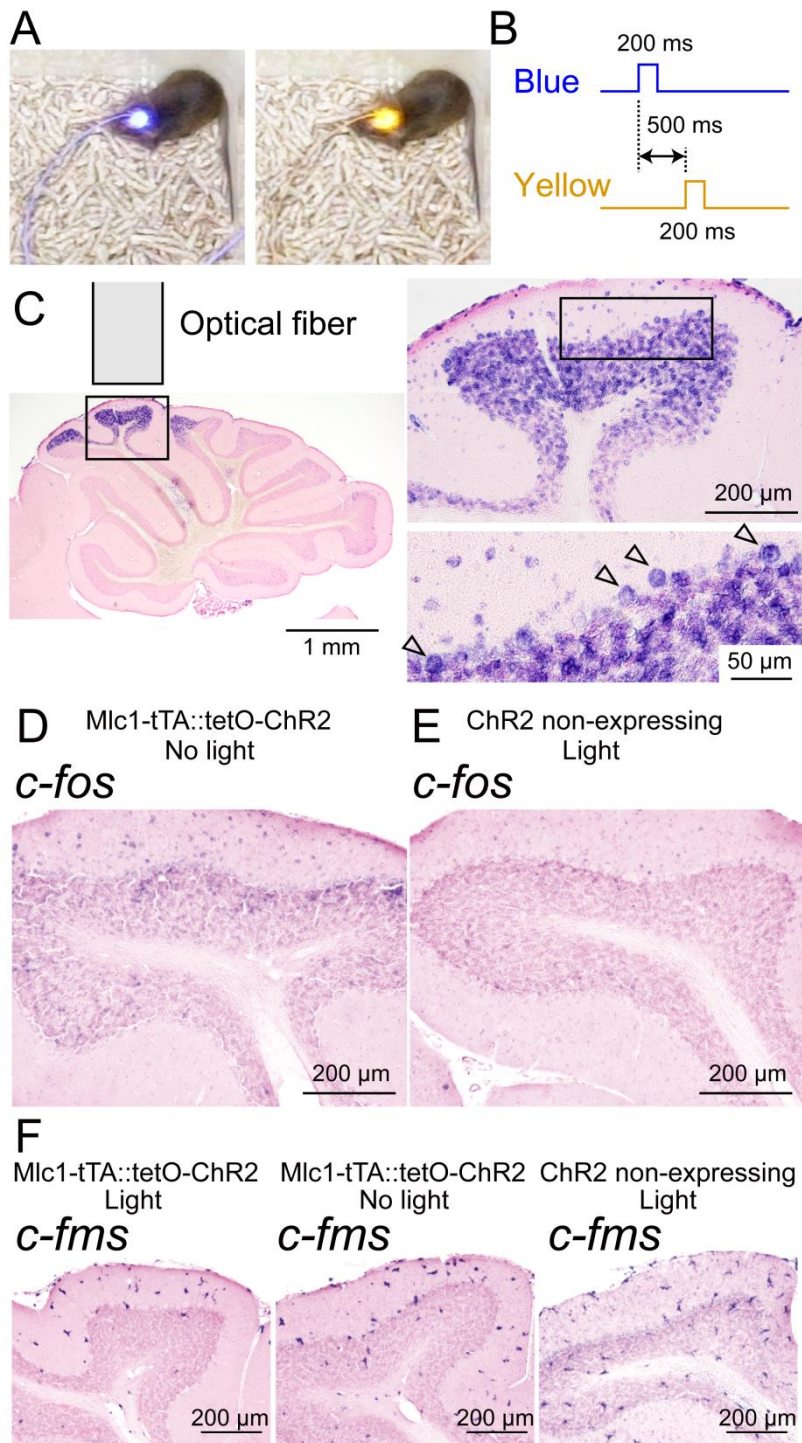 A
B
200 ms
Blue
500 ms
Yellow
200 ms
C
Optical fiber
1 mm
200 µm
50 µm
D
Mlc1-tTA::tetO-ChR2
No light
c-fos
200 µm
E
ChR2 non-expressing
Light
c-fos
200 µm
F
Mlc1-tTA::tetO-ChR2
Light
c-fms
200 µm
Mlc1-tTA::tetO-ChR2
No light
c-fms
200 µm
ChR2 non-expressing
Light
c-fms
200 µm